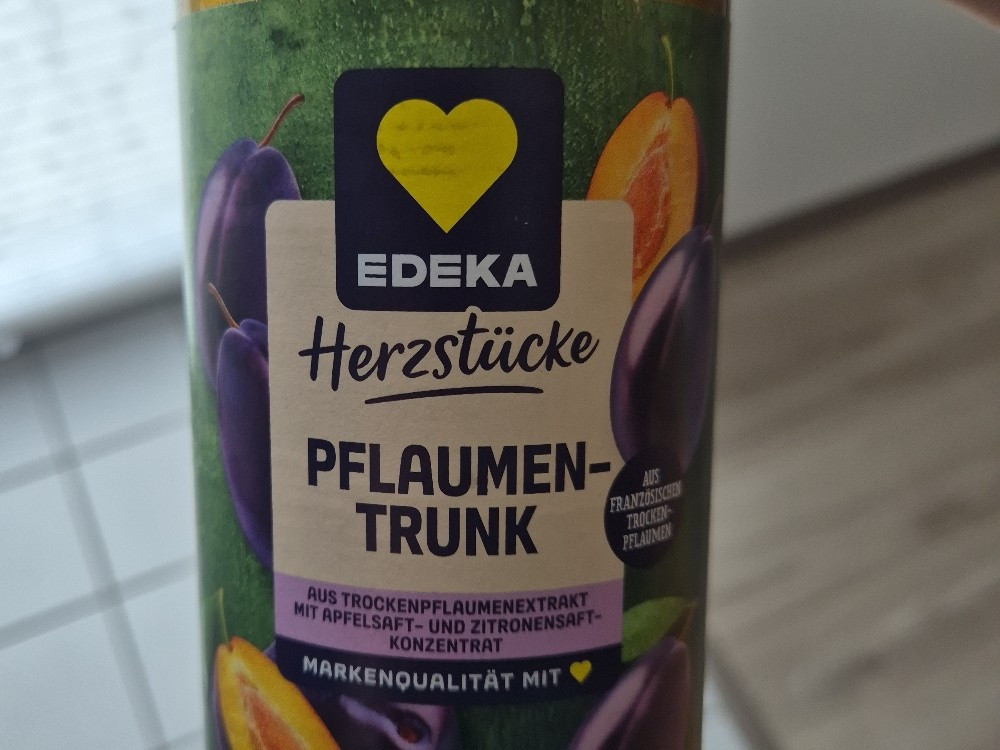 EDEKA
Herzstücke
PFLAUMEN-
TRUNK
AUS
FRANZÖSISCHEN
TROCKEN-
PFLAUMEN
AUS TROCKENPFLAUMENEXTRAKT
MIT APFELSAFT- UND ZITRONENSAFT-
KONZENTRAT
MARKENQUALITÄT MIT